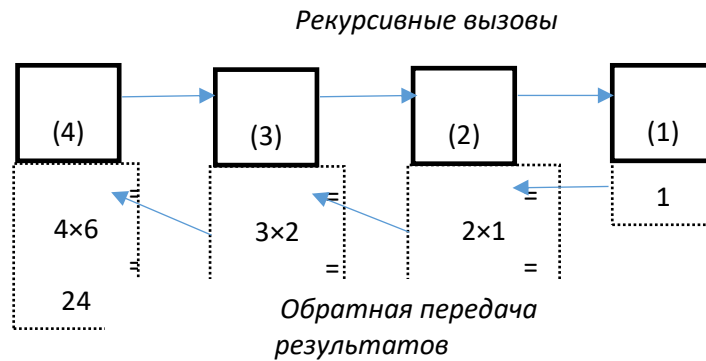 Рекурсивные вызовы
(4) (3) (2) (1)
= = = 1
4×6 3×2 2×1
= = =
24
Обратная передача
результатов